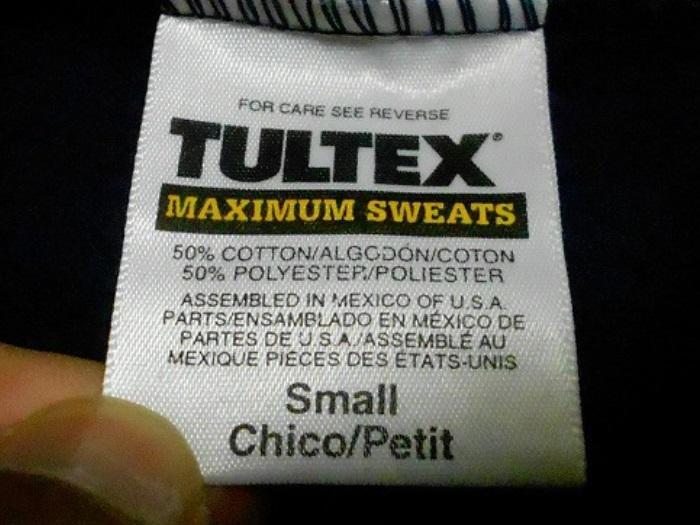 FOR CARE SEE REVERSE
TULTEX®
MAXIMUM SWEATS
50% COTTON/ALGODÓN/COTON
50% POLYESTER/POLIESTER
ASSEMBLED IN MEXICO OF U.S.A.
PARTS/ENSAMBLADO EN MÉXICO DE
PARTES DE U.S.A./ASSEMBLÉ AU
MEXIQUE PIÈCES DES ÉTATS-UNIS
Small
Chico/Petit